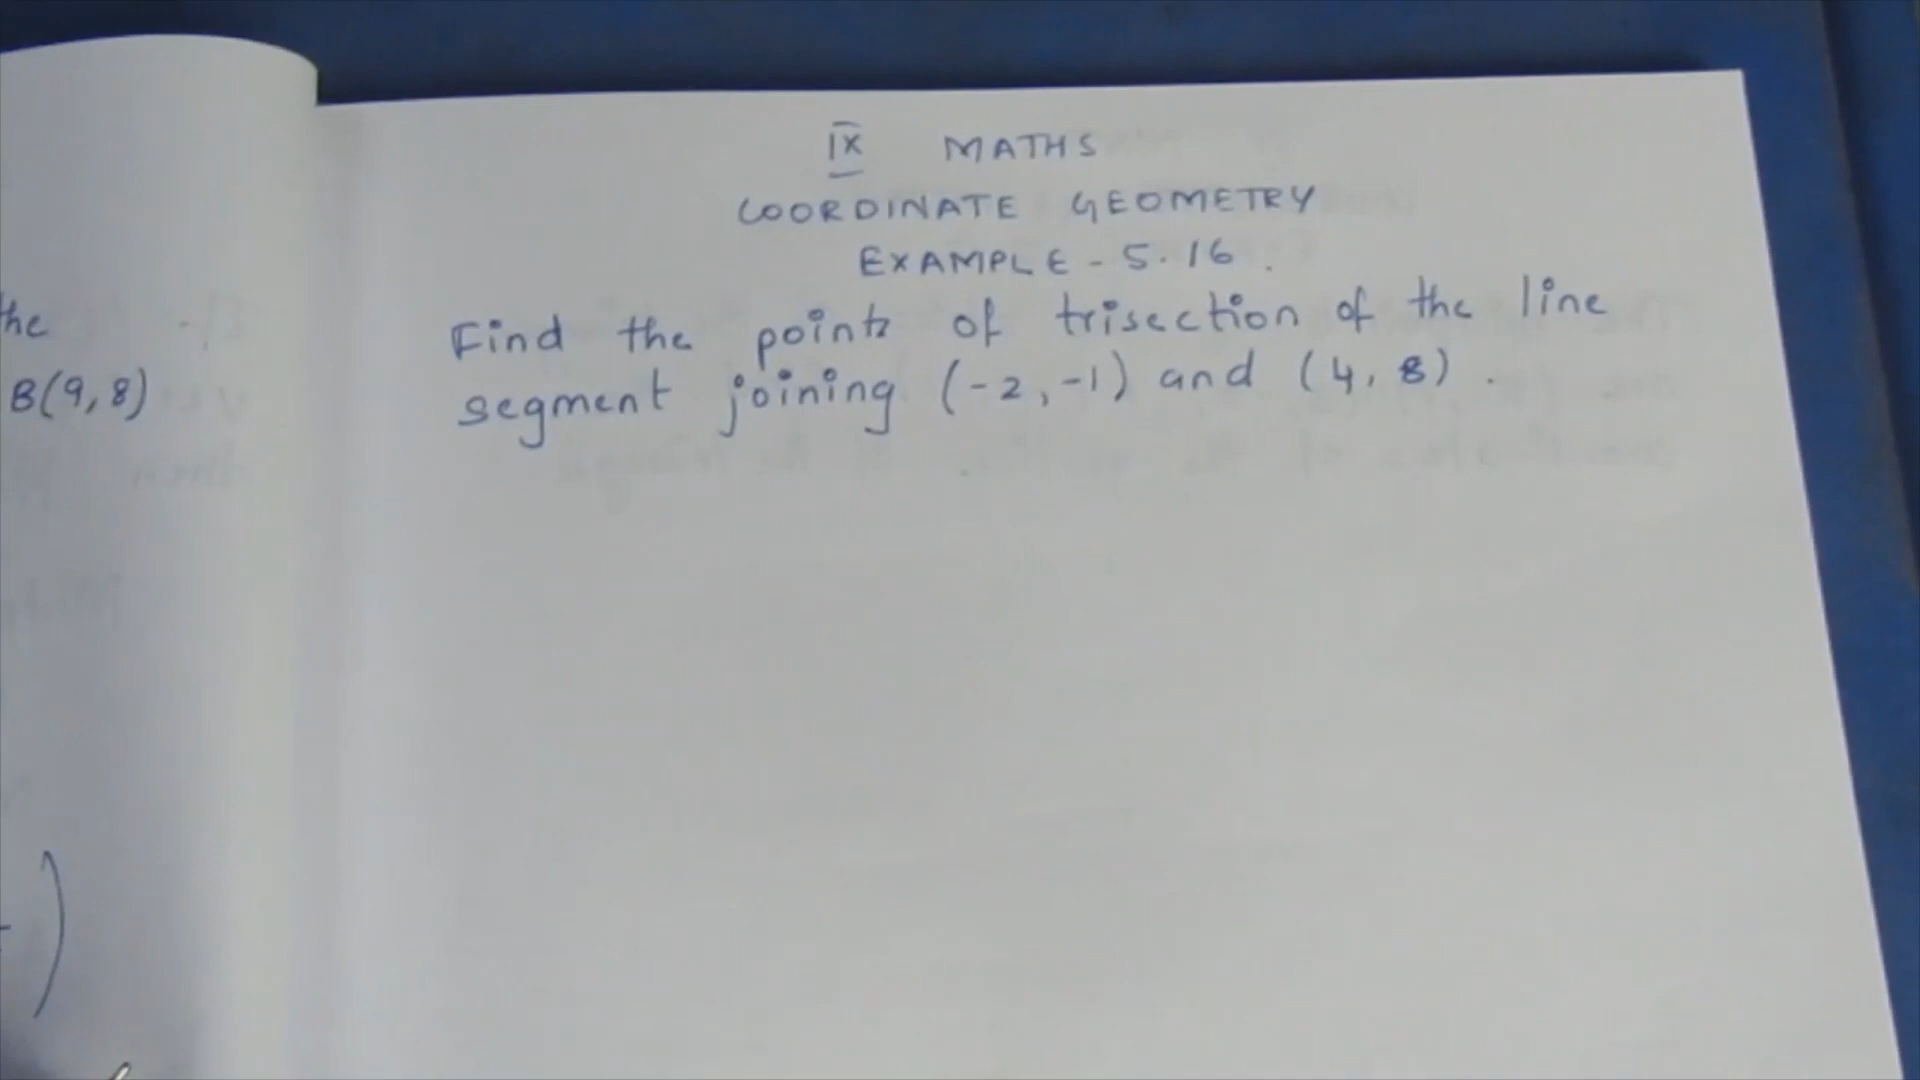 IX MATHS
COORDINATE GEOMETRY
EXAMPLE - 5.16.
Find the points of trisection of the line
segment joining (-2, -1) and (4, 8).
the
B(9,8)
)